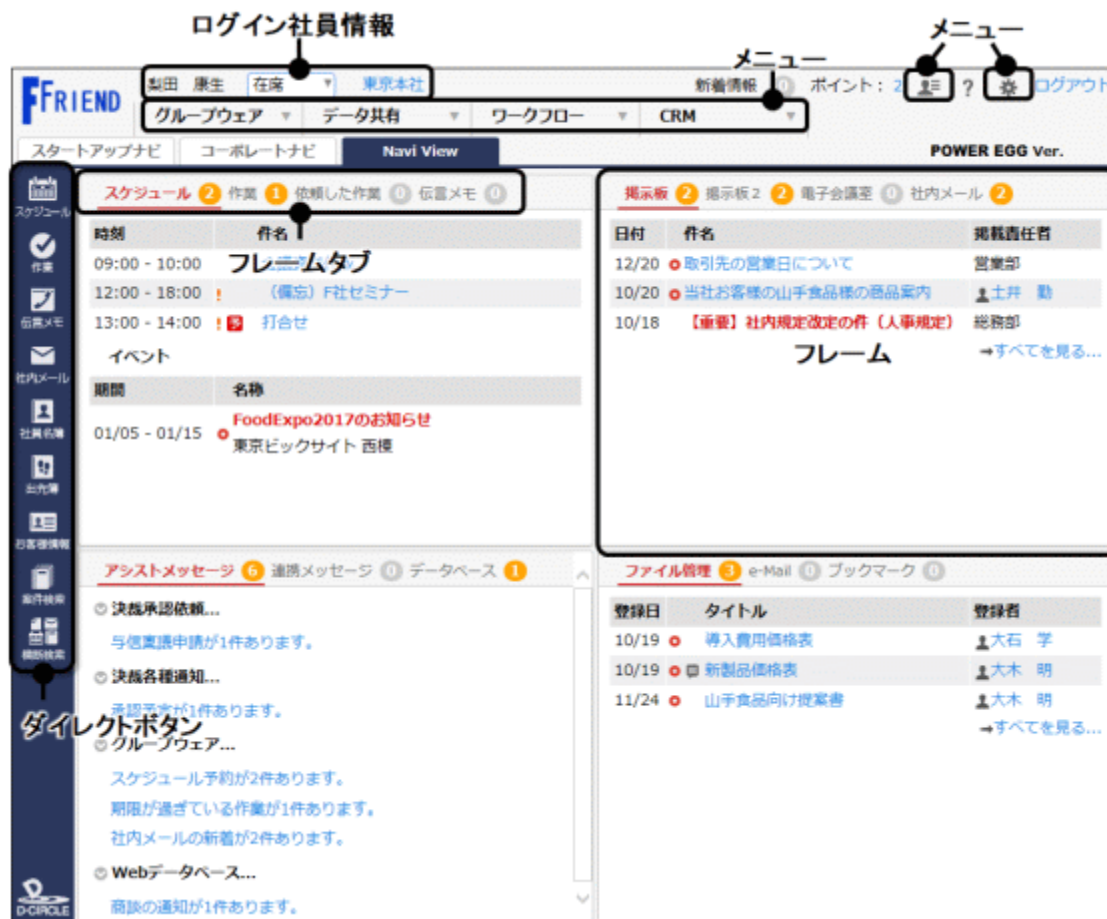 ログイン社員情報
メニュー
メニュー
FFRIEND
梨田 康生 在席 東京本社
新着情報 0 ポイント: 2 ? ログアウト
グループウェア データ共有 ワークフロー CRM
スタートアップナビ コーポレートナビ Navi View
POWER EGG Ver.
スケジュール
作業
伝言メモ
社内メール
社員名簿
出先簿
お客様情報
案件検索
横断検索
ダイレクトボタン
D-CIRCLE
スケジュール 2 作業 1 依頼した作業 0 伝言メモ 0
時刻 件名
09:00 - 10:00
フレームタブ
12:00 - 18:00 ! (備忘)F社セミナー
13:00 - 14:00 ! 予 打合せ
イベント
期間 名称
01/05 - 01/15 FoodExpo2017のお知らせ
東京ビックサイト 西棟
掲示板 2 掲示板2 2 電子会議室 0 社内メール 2
日付 件名 掲載責任者
12/20 取引先の営業日について 営業部
10/20 当社お客様の山手食品様の商品案内 土井 勤
10/18 【重要】社内規定改定の件(人事規定) 総務部
フレーム
➞すべてを見る...
アシストメッセージ 6 連携メッセージ 0 データベース 1
決裁承認依頼...
与信稟議申請が1件あります。
決裁各種通知...
承認予定が1件あります。
グループウェア...
スケジュール予約が2件あります。
期限が過ぎている作業が1件あります。
社内メールの新着が2件あります。
Webデータベース...
商談の通知が1件あります。
ファイル管理 3 e-Mail 0 ブックマーク 0
登録日 タイトル 登録者
10/19 導入費用価格表 大石 学
10/19 新製品価格表 大木 明
11/24 山手食品向け提案書 大木 明
➞すべてを見る...